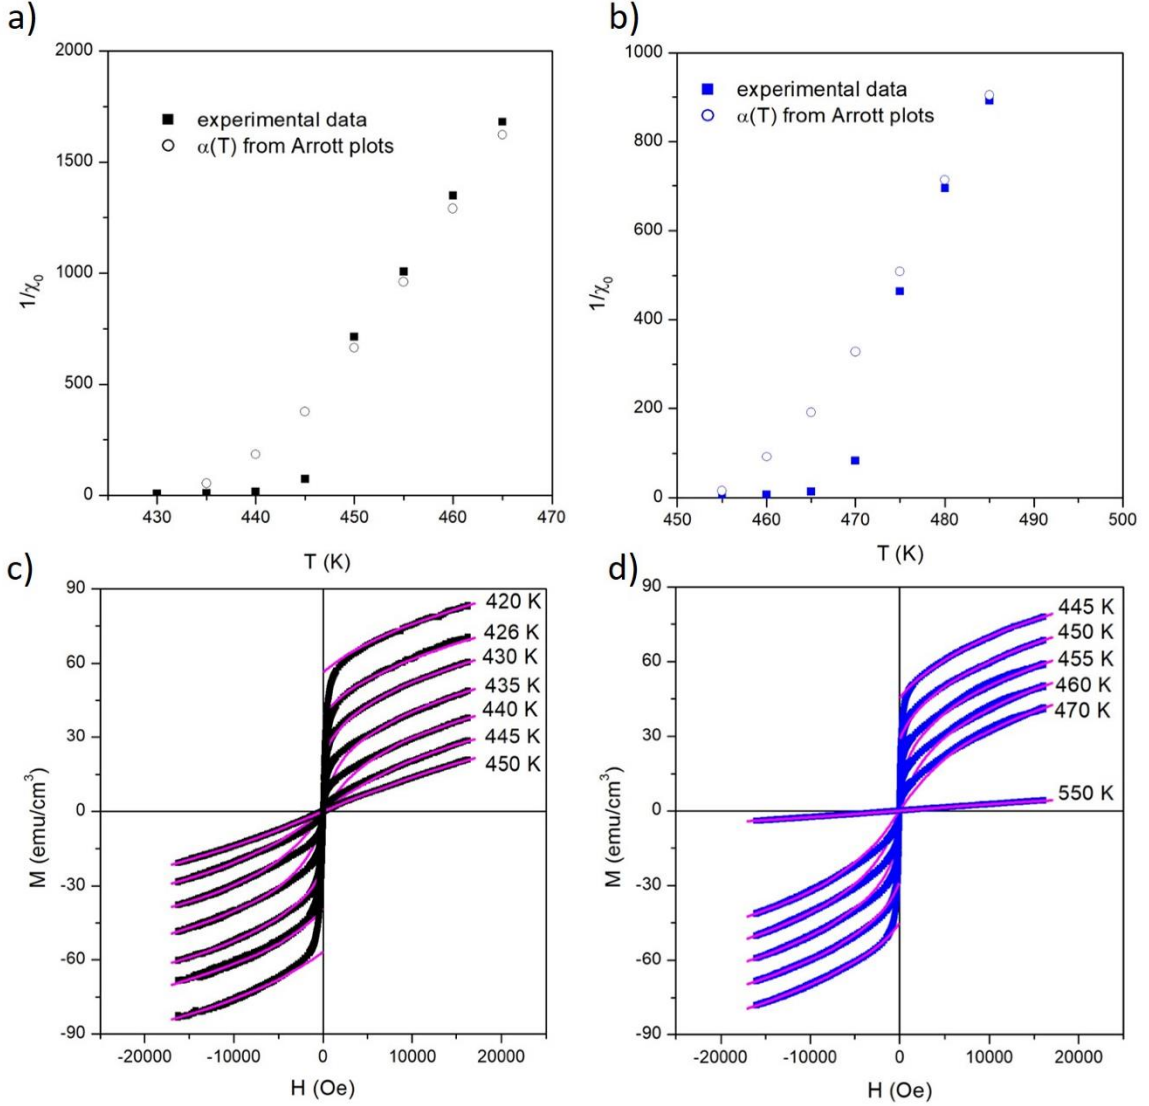 a)
2000
1500
1000
500
0
1/χ₀
experimental data
α(T) from Arrott plots
430 440 450 460 470
T (K)
b)
1000
800
600
400
200
0
1/χ₀
experimental data
α(T) from Arrott plots
450 460 470 480 490 500
T (K)
c)
90
60
30
0
-30
-60
-90
M (emu/cm³)
420 K
426 K
430 K
435 K
440 K
445 K
450 K
-20000 -10000 0 10000 20000
H (Oe)
d)
90
60
30
0
-30
-60
-90
M (emu/cm³)
445 K
450 K
455 K
460 K
470 K
550 K
-20000 -10000 0 10000 20000
H (Oe)